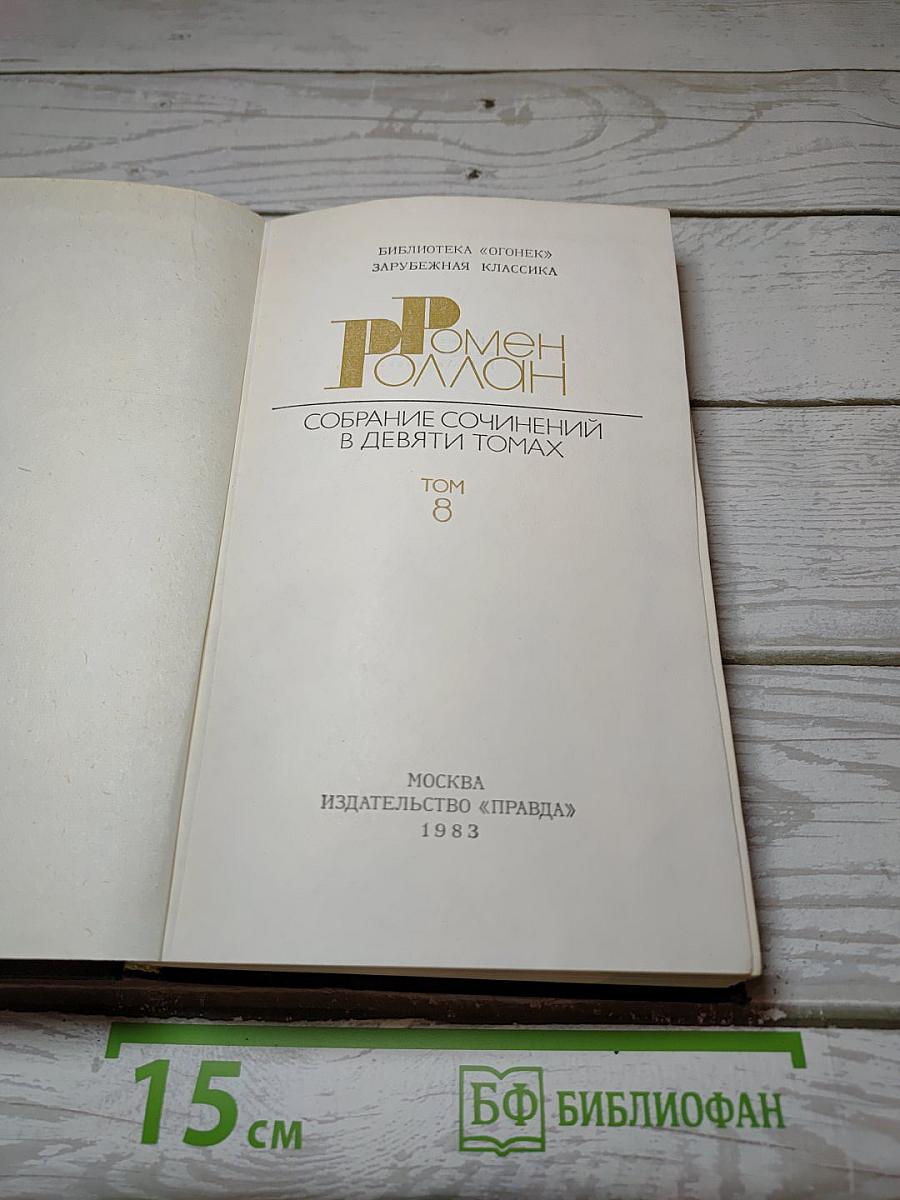 БИБЛИОТЕКА «ОГОНЕК»
ЗАРУБЕЖНАЯ КЛАССИКА
Ромен
Роллан
СОБРАНИЕ СОЧИНЕНИЙ
В ДЕВЯТИ ТОМАХ
ТОМ
8
МОСКВА
ИЗДАТЕЛЬСТВО «ПРАВДА»
1983
15 см
БФ БИБЛИОФАН